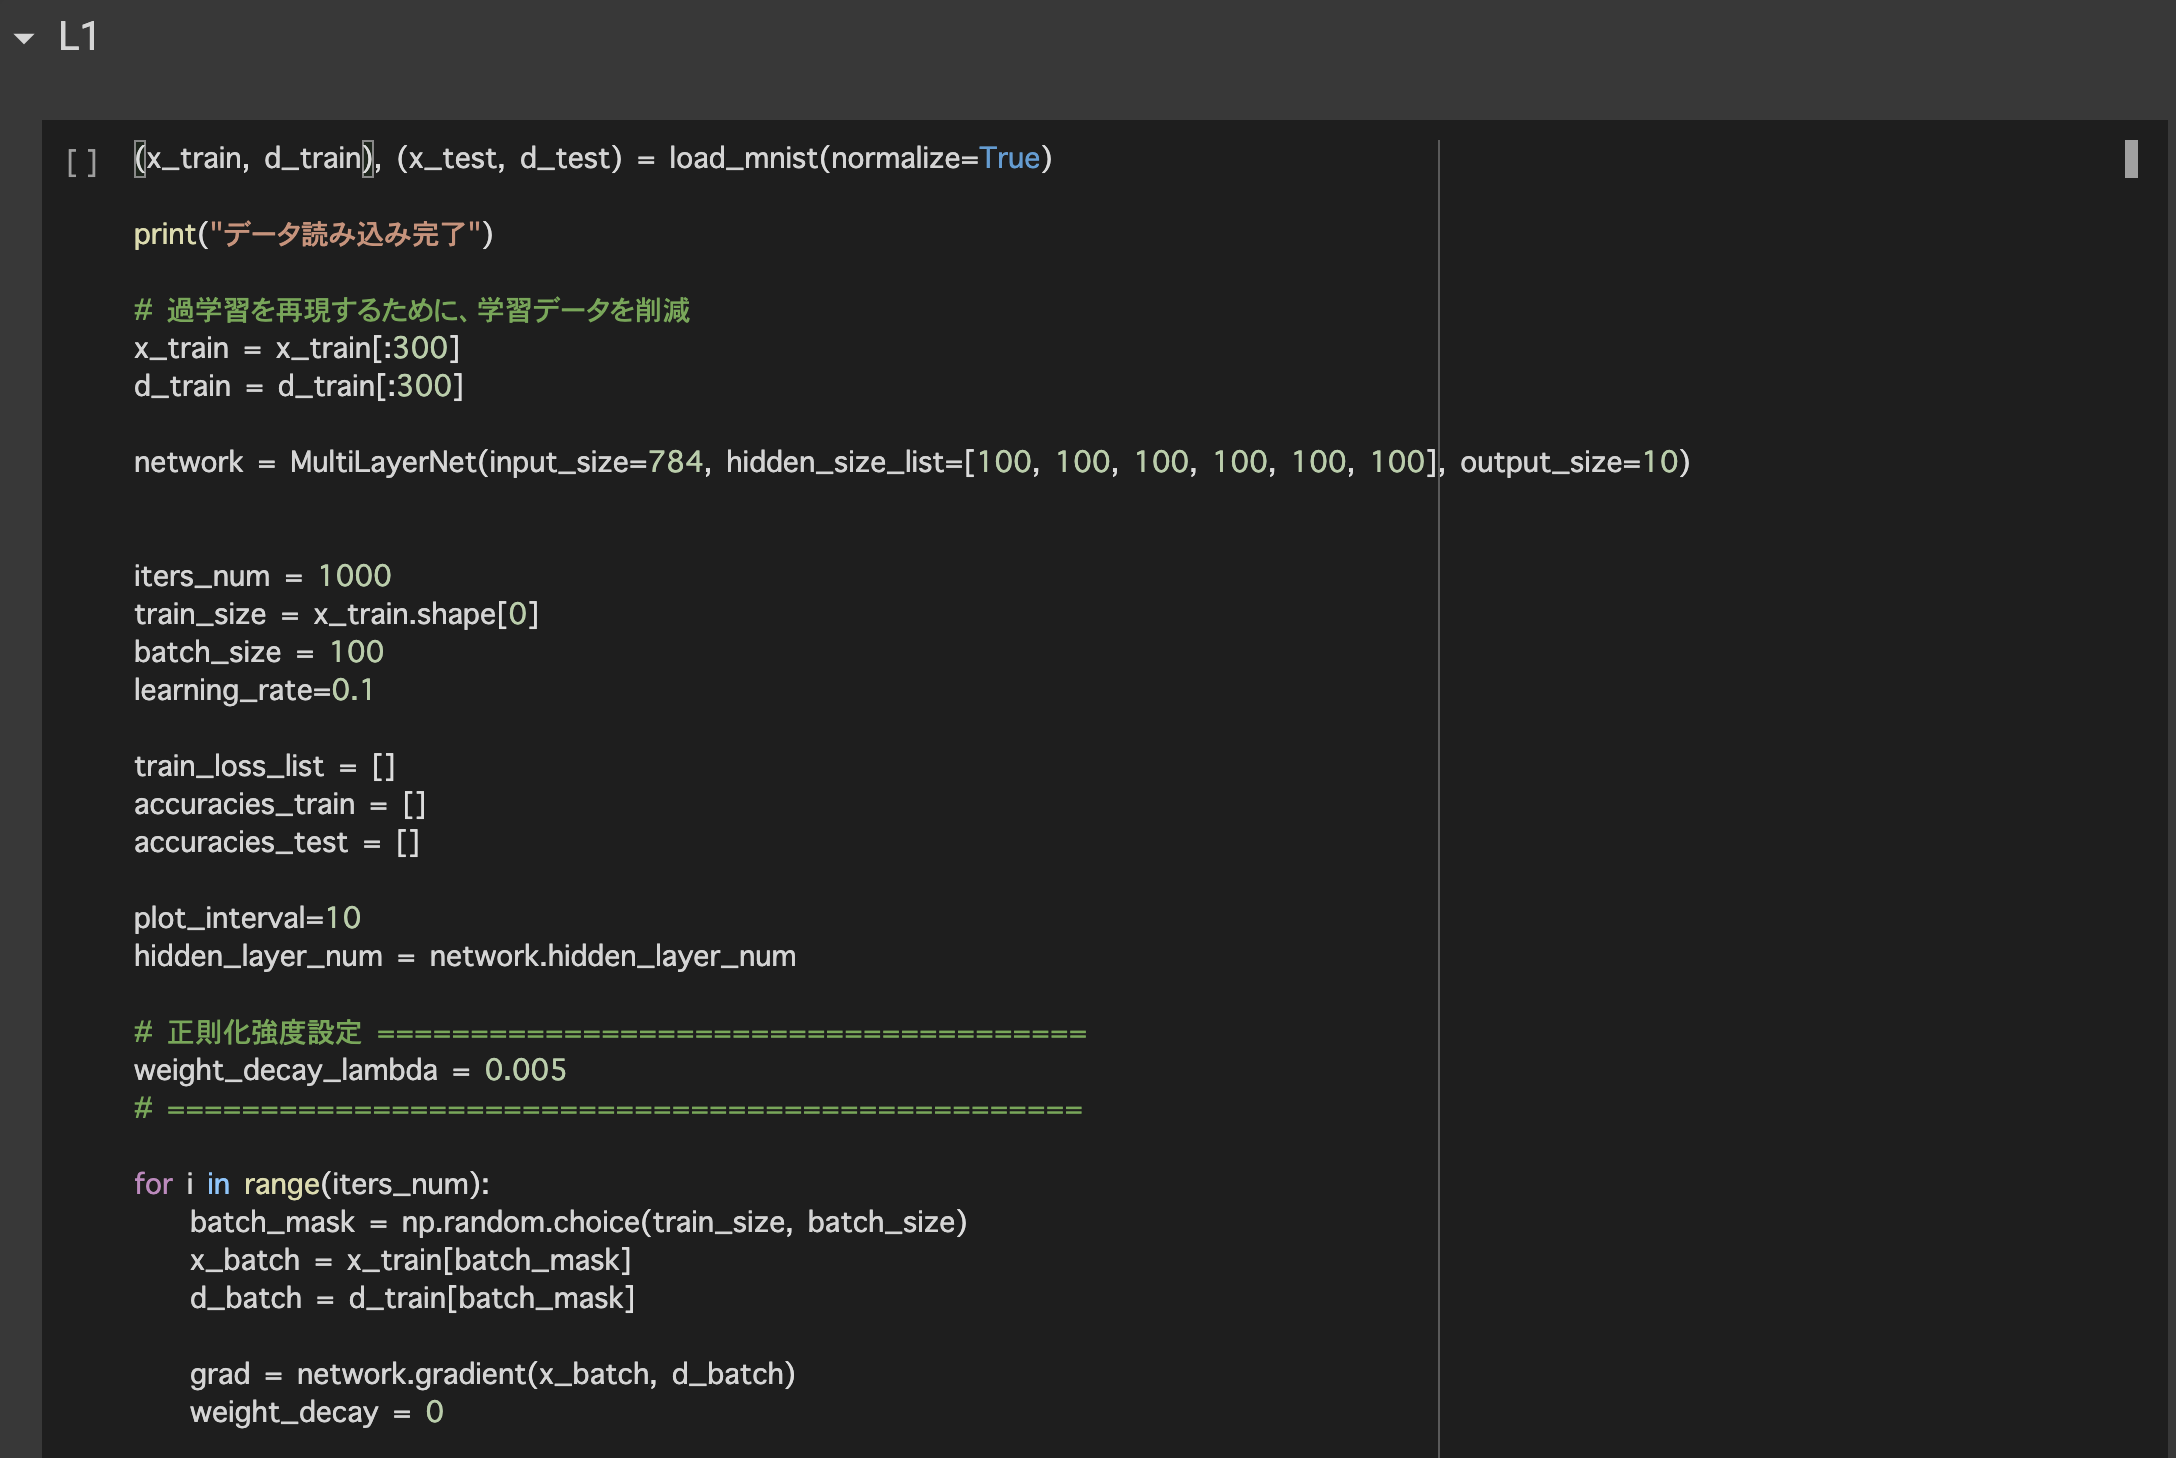 L1
[ ] (x_train, d_train), (x_test, d_test) = load_mnist(normalize=True)
print("データ読み込み完了")
# 過学習を再現するために、学習データを削減
x_train = x_train[:300]
d_train = d_train[:300]
network = MultiLayerNet(input_size=784, hidden_size_list=[100, 100, 100, 100, 100, 100], output_size=10)
iters_num = 1000
train_size = x_train.shape[0]
batch_size = 100
learning_rate=0.1
train_loss_list = []
accuracies_train = []
accuracies_test = []
plot_interval=10
hidden_layer_num = network.hidden_layer_num
# 正則化強度設定 ======================================
weight_decay_lambda = 0.005
# =================================================
for i in range(iters_num):
    batch_mask = np.random.choice(train_size, batch_size)
    x_batch = x_train[batch_mask]
    d_batch = d_train[batch_mask]
    grad = network.gradient(x_batch, d_batch)
    weight_decay = 0